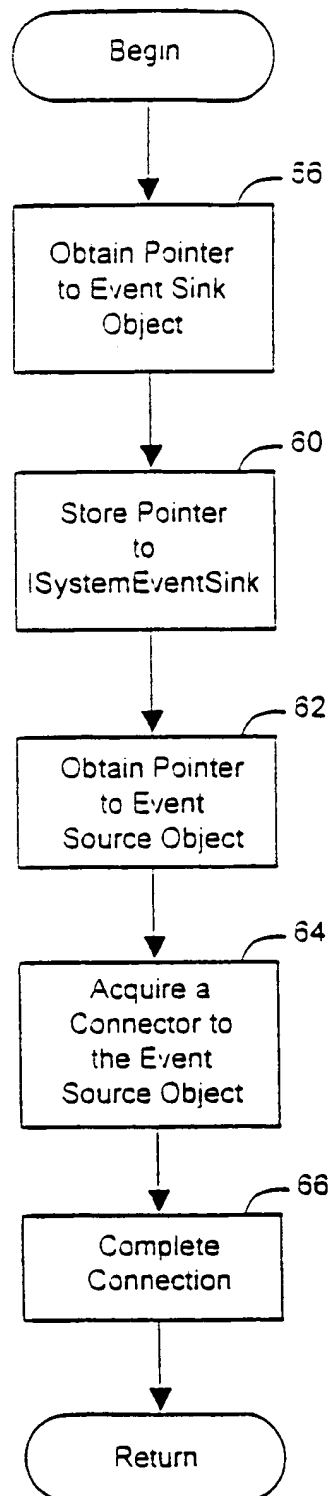 Begin
56
Obtain Pointer
to Event Sink
Object
60
Store Pointer
to
ISystemEventSink
62
Obtain Pointer
to Event
Source Object
64
Acquire a
Connector to
the Event
Source Object
66
Complete
Connection
Return